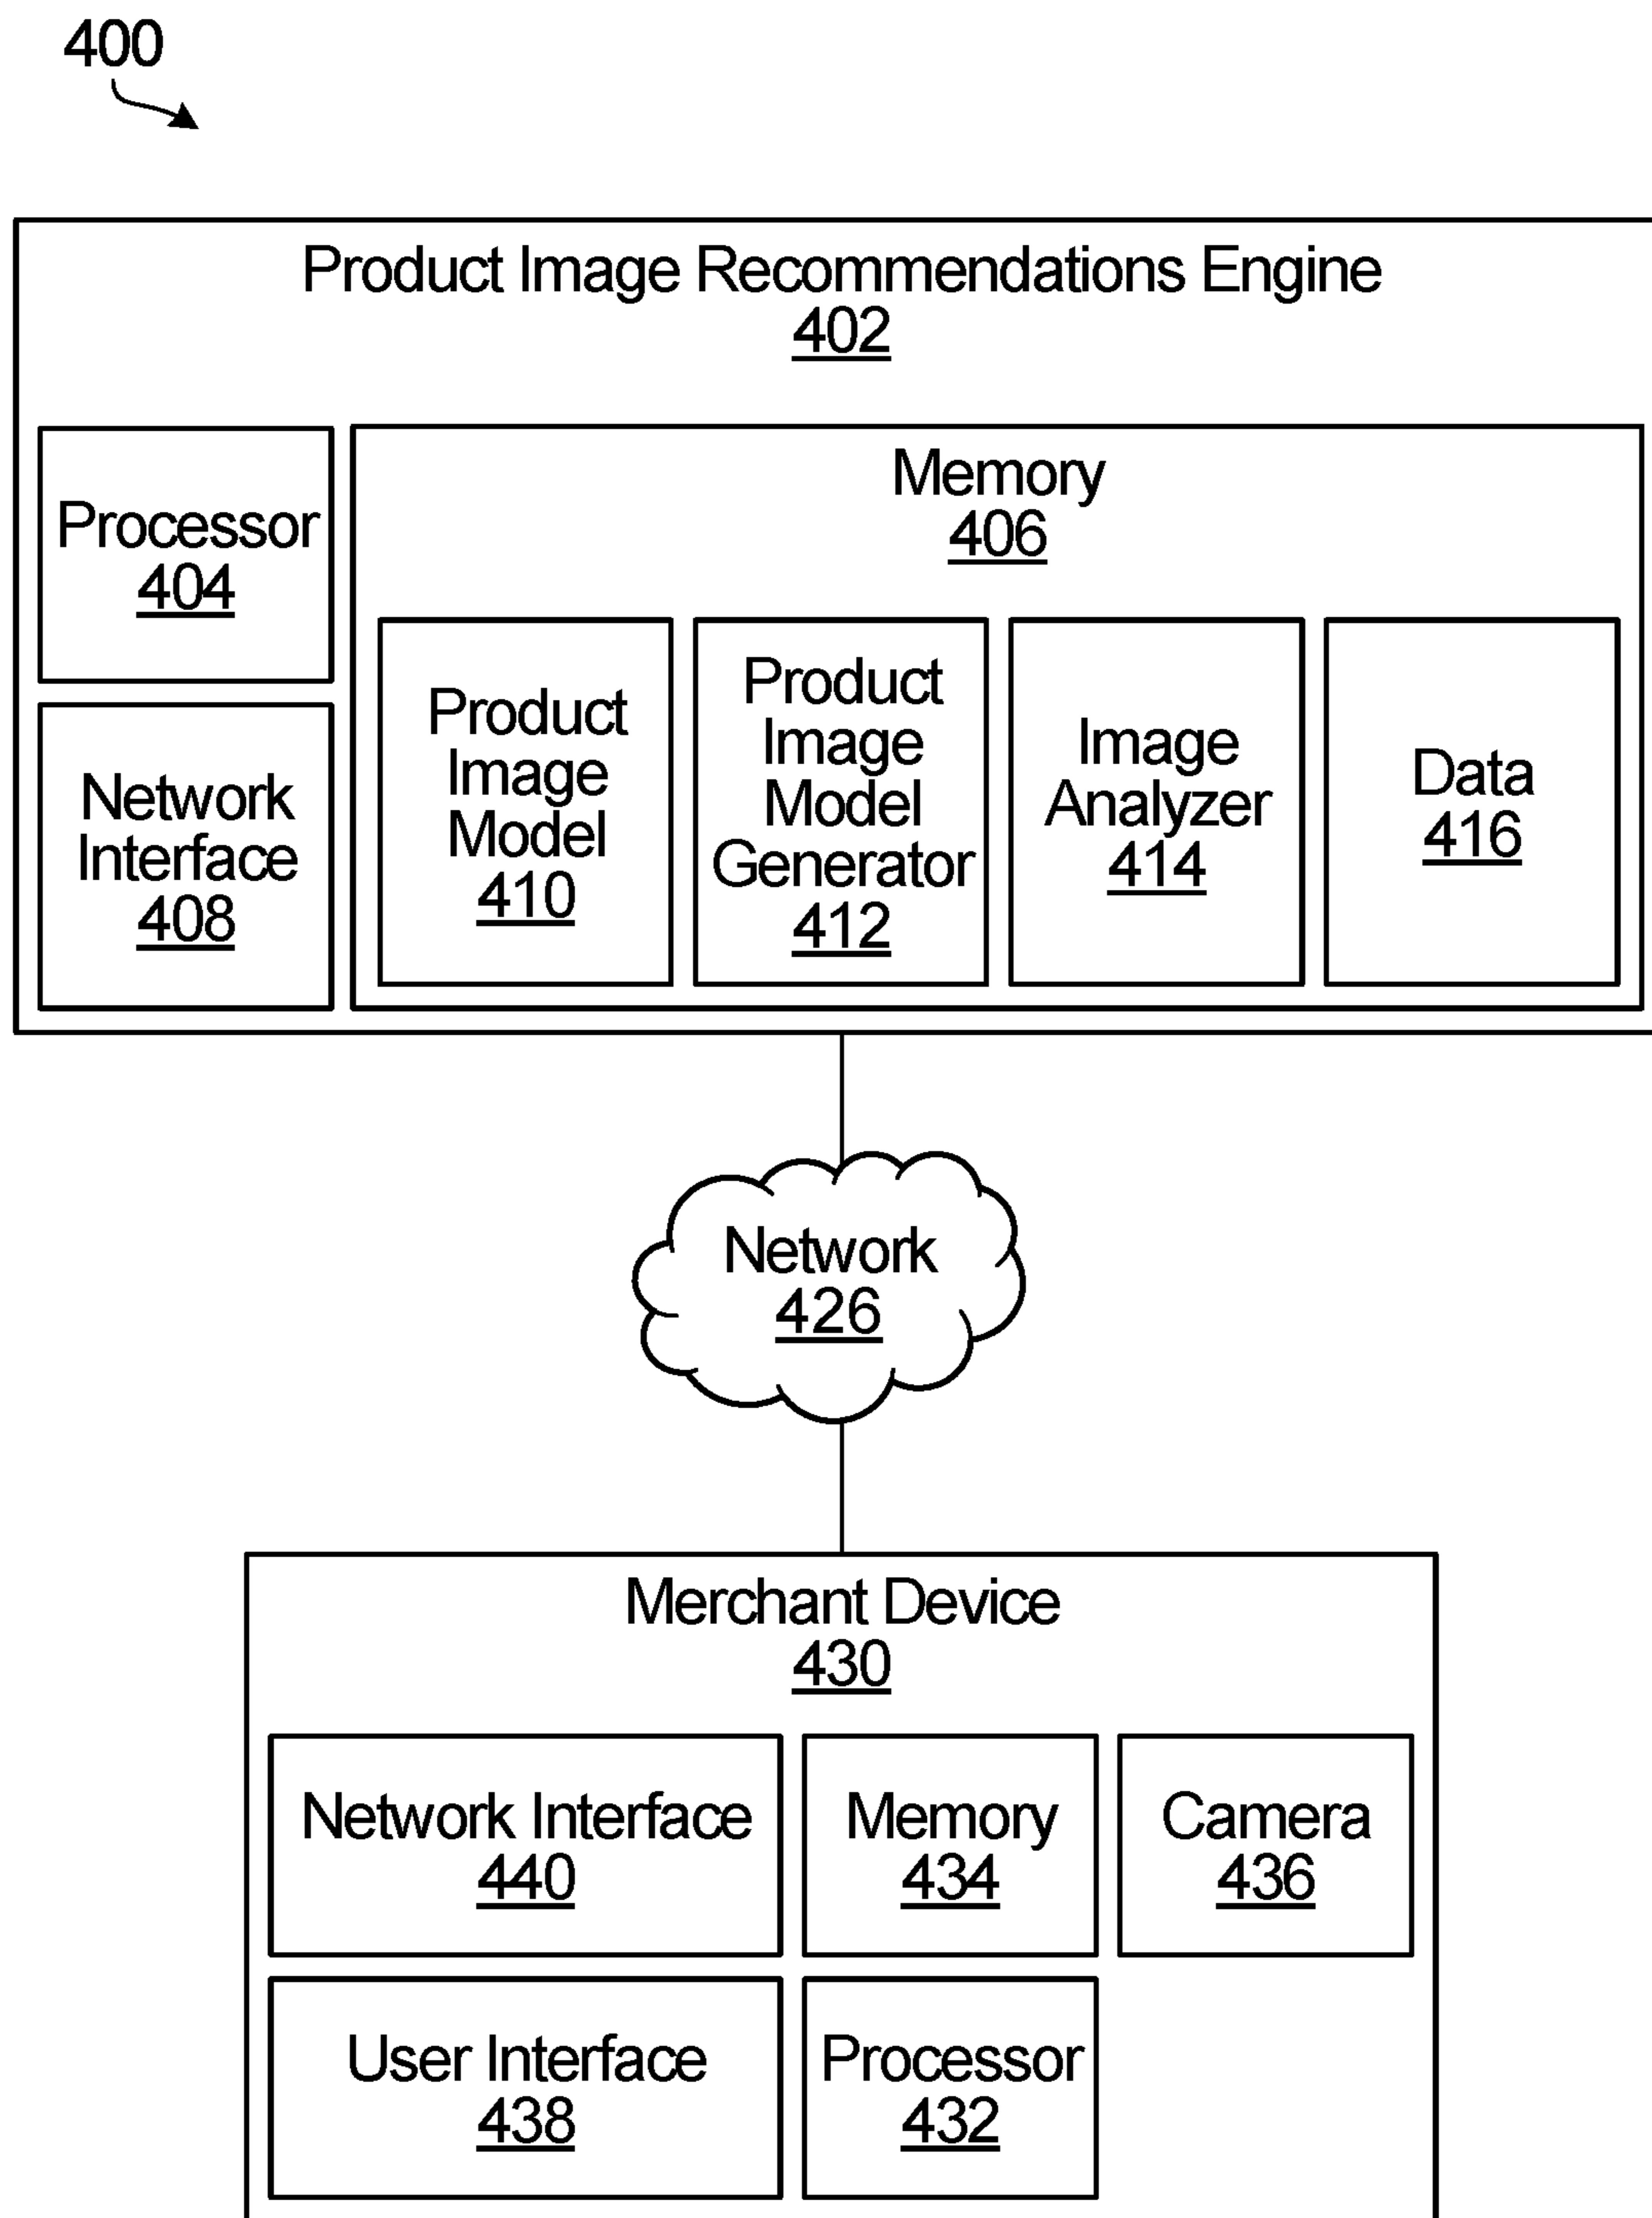 400
Product Image Recommendations Engine
402
Processor
404
Network
Interface
408
Memory
406
Product
Image
Model
410
Product
Image
Model
Generator
412
Image
Analyzer
414
Data
416
Network
426
Merchant Device
430
Network Interface
440
Memory
434
Camera
436
User Interface
438
Processor
432